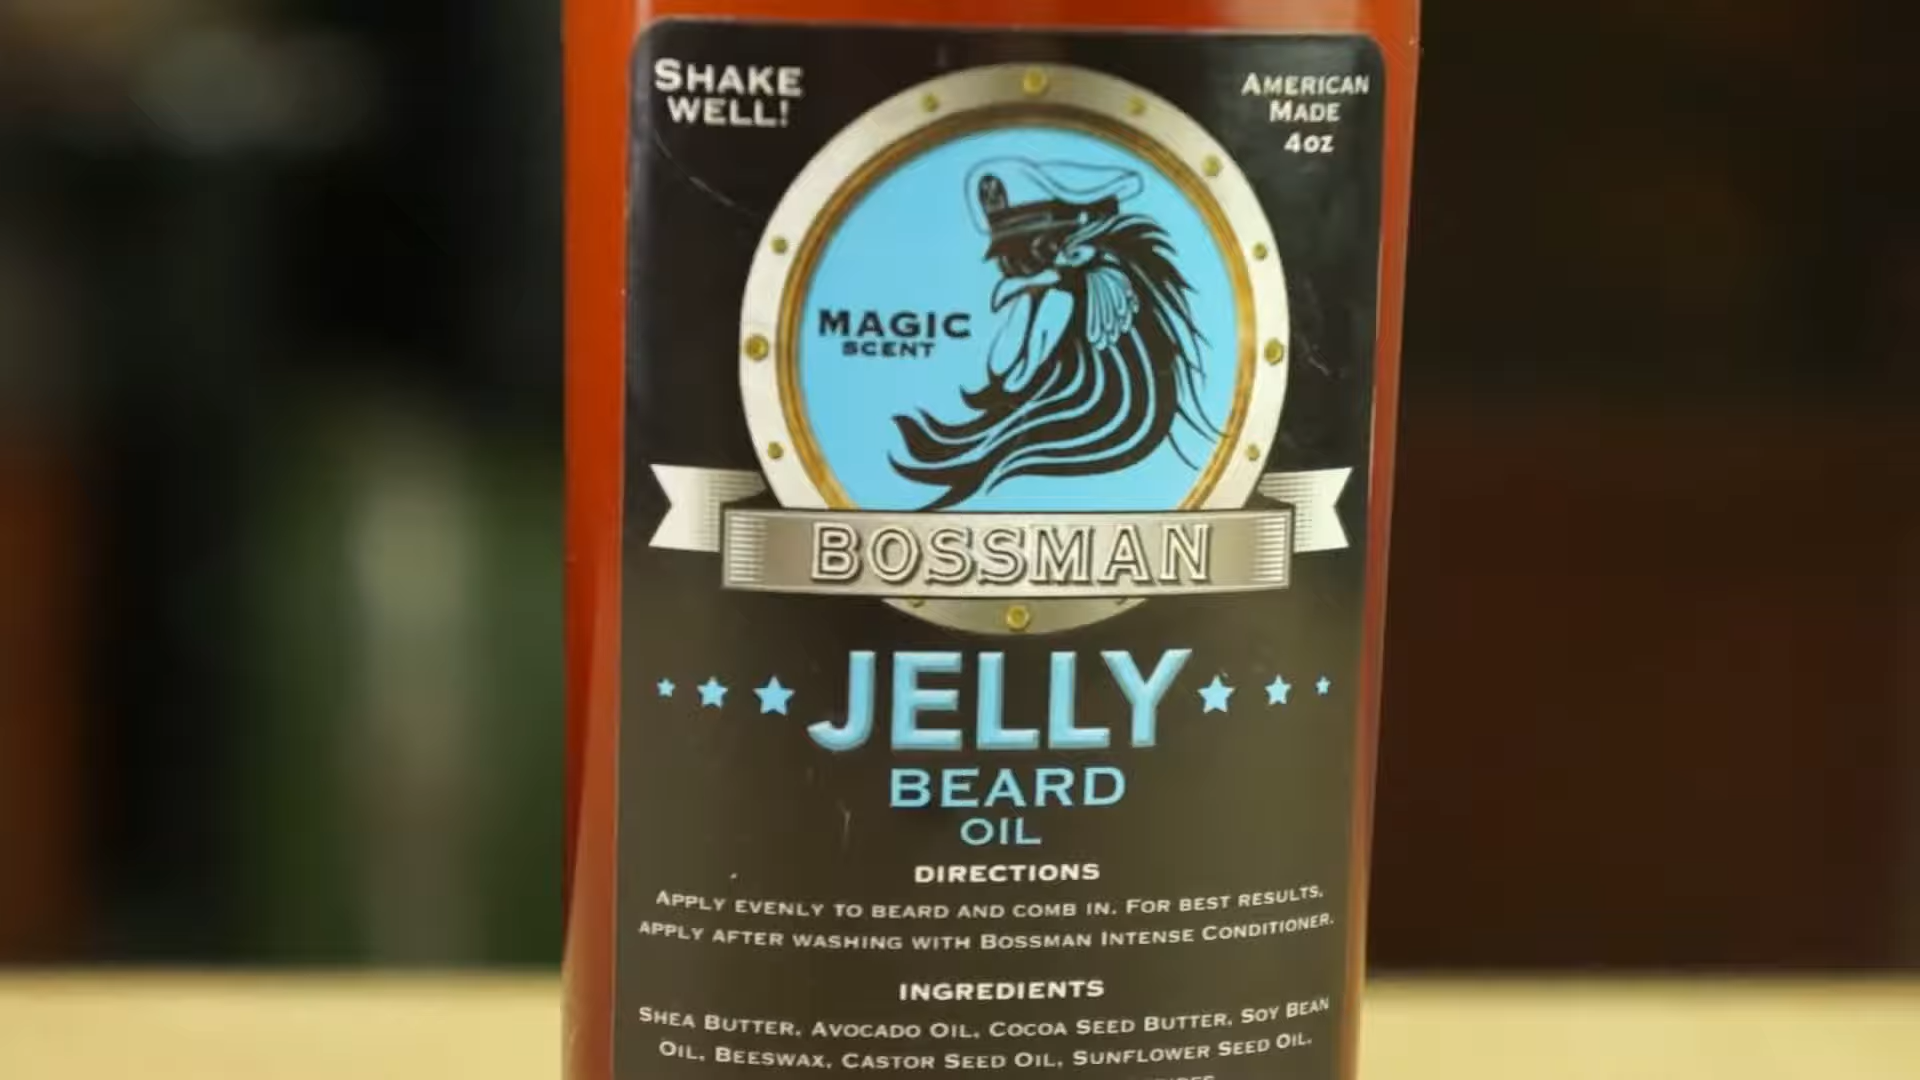 SHAKE
WELL!
AMERICAN
MADE
4oz
MAGIC
SCENT
BOSSMAN
JELLY
BEARD
OIL
DIRECTIONS
APPLY EVENLY TO BEARD AND COMB IN. FOR BEST RESULTS,
APPLY AFTER WASHING WITH BOSSMAN INTENSE CONDITIONER.
INGREDIENTS
SHEA BUTTER, AVOCADO OIL, COCOA SEED BUTTER, SOY BEAN
OIL, BEESWAX, CASTOR SEED OIL, SUNFLOWER SEED OIL,